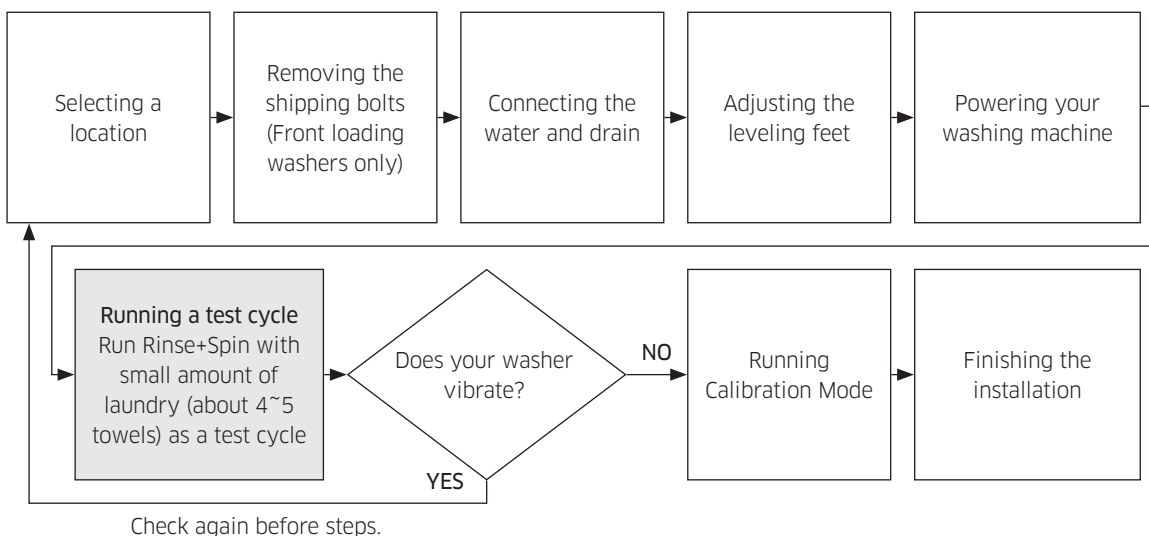 Selecting a
location
Removing the
shipping bolts
(Front loading
washers only)
Connecting the
water and drain
Adjusting the
leveling feet
Powering your
washing machine
Running a test cycle
Run Rinse+Spin with
small amount of
laundry (about 4~5
towels) as a test cycle
Does your washer
vibrate?
NO
YES
Running
Calibration Mode
Finishing the
installation
Check again before steps.